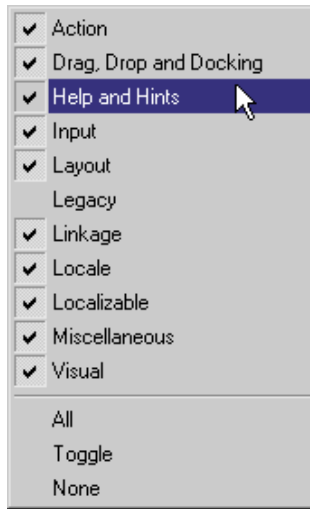 Action
Drag, Drop and Docking
Help and Hints
Input
Layout
Legacy
Linkage
Locale
Localizable
Miscellaneous
Visual
All
Toggle
None